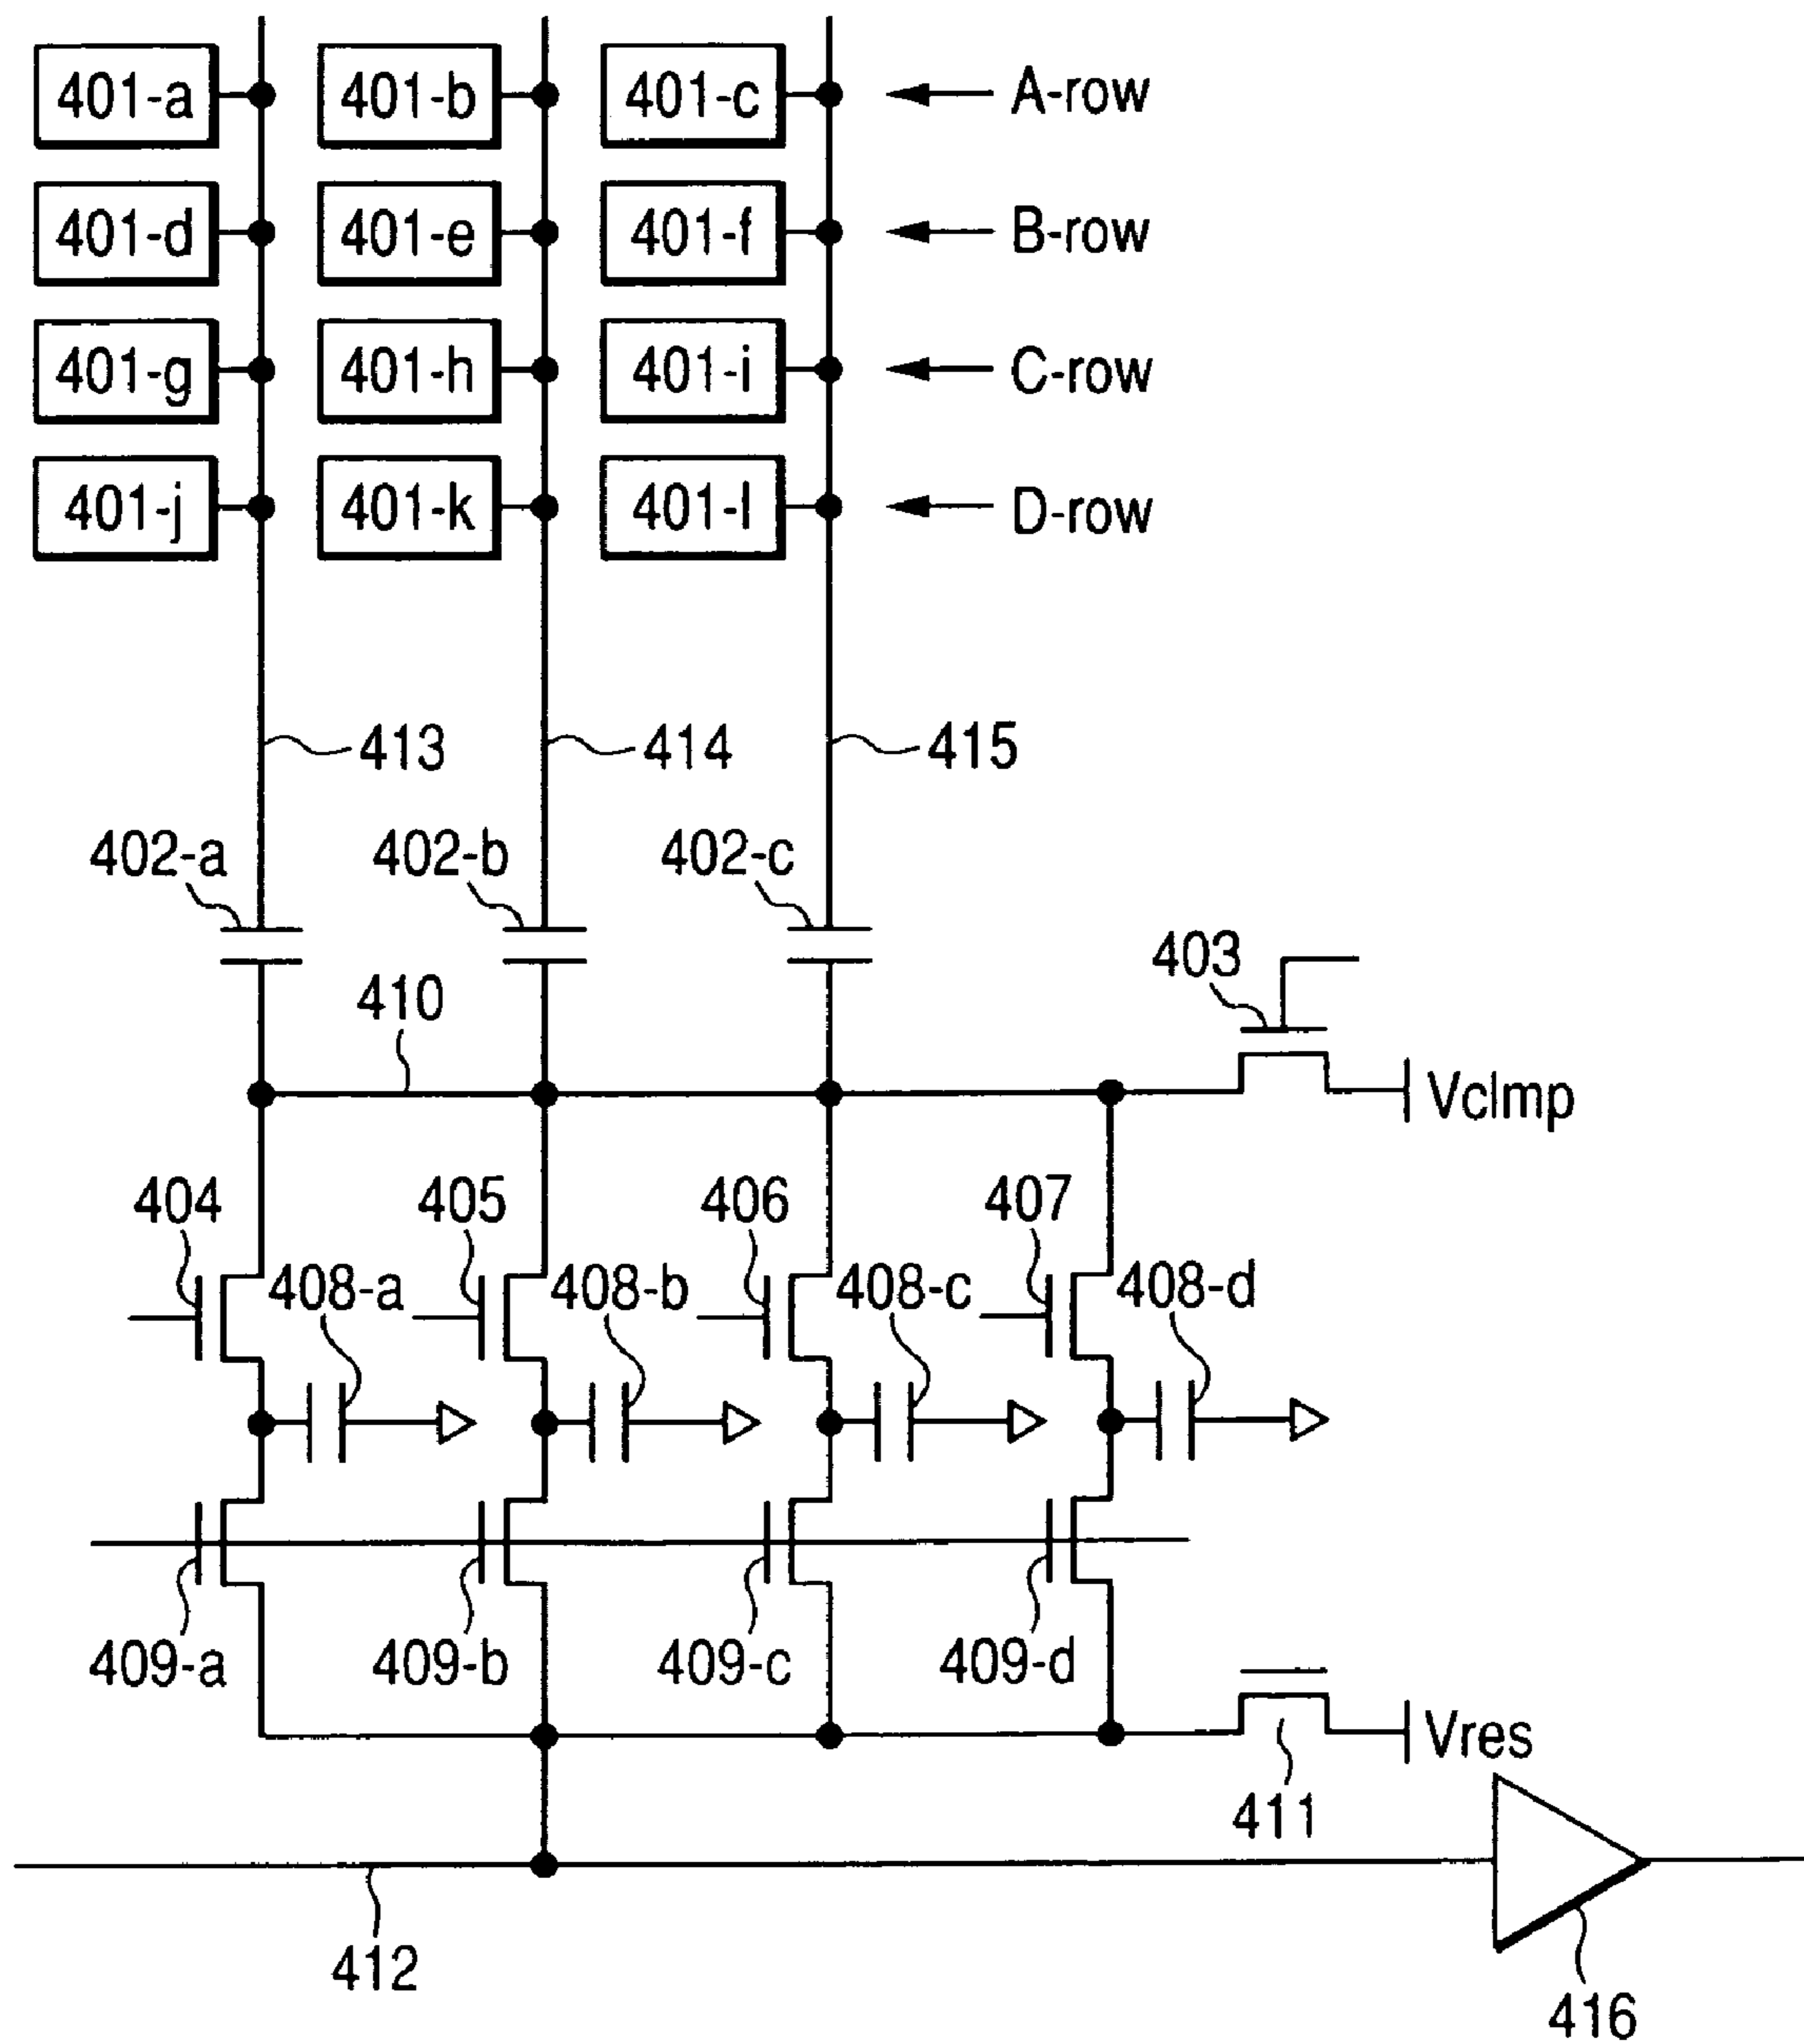 401-a 401-b 401-c A-row
401-d 401-e 401-f B-row
401-g 401-h 401-i C-row
401-j 401-k 401-l D-row
413 414 415
402-a 402-b 402-c
403
410
Vclmp
404 405 406 407
408-a 408-b 408-c 408-d
409-a 409-b 409-c 409-d
Vres
411
412
416